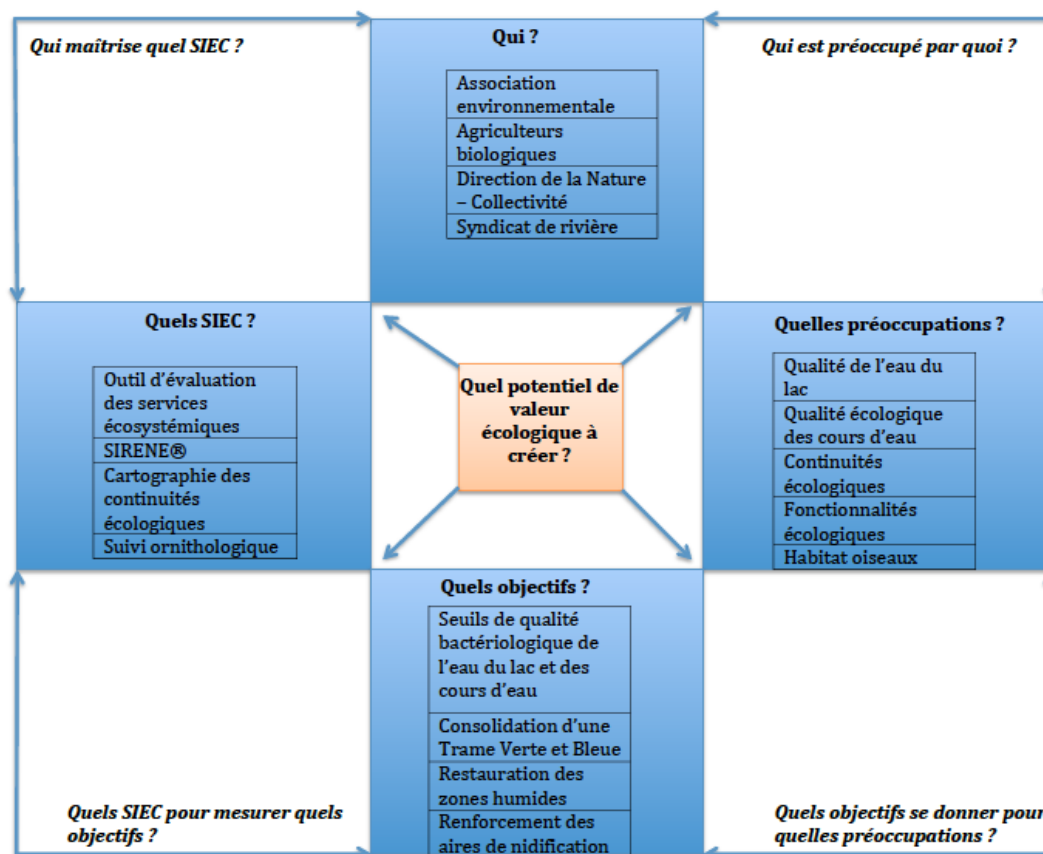 Qui maîtrise quel SIEC ?
Qui ?
Association
environnementale
Agriculteurs
biologiques
Direction de la Nature
– Collectivité
Syndicat de rivière
Qui est préoccupé par quoi ?
Quels SIEC ?
Outil d’évaluation
des services
écosystémiques
SIRENE®
Cartographie des
continuités
écologiques
Suivi ornithologique
Quel potentiel de
valeur
écologique à
créer ?
Quelles préoccupations ?
Qualité de l’eau du
lac
Qualité écologique
des cours d’eau
Continuités
écologiques
Fonctionnalités
écologiques
Habitat oiseaux
Quels objectifs ?
Seuils de qualité
bactériologique de
l’eau du lac et des
cours d’eau
Consolidation d’une
Trame Verte et Bleue
Restauration des
zones humides
Renforcement des
aires de nidification
Quels SIEC pour mesurer quels
objectifs ?
Quels objectifs se donner pour
quelles préoccupations ?